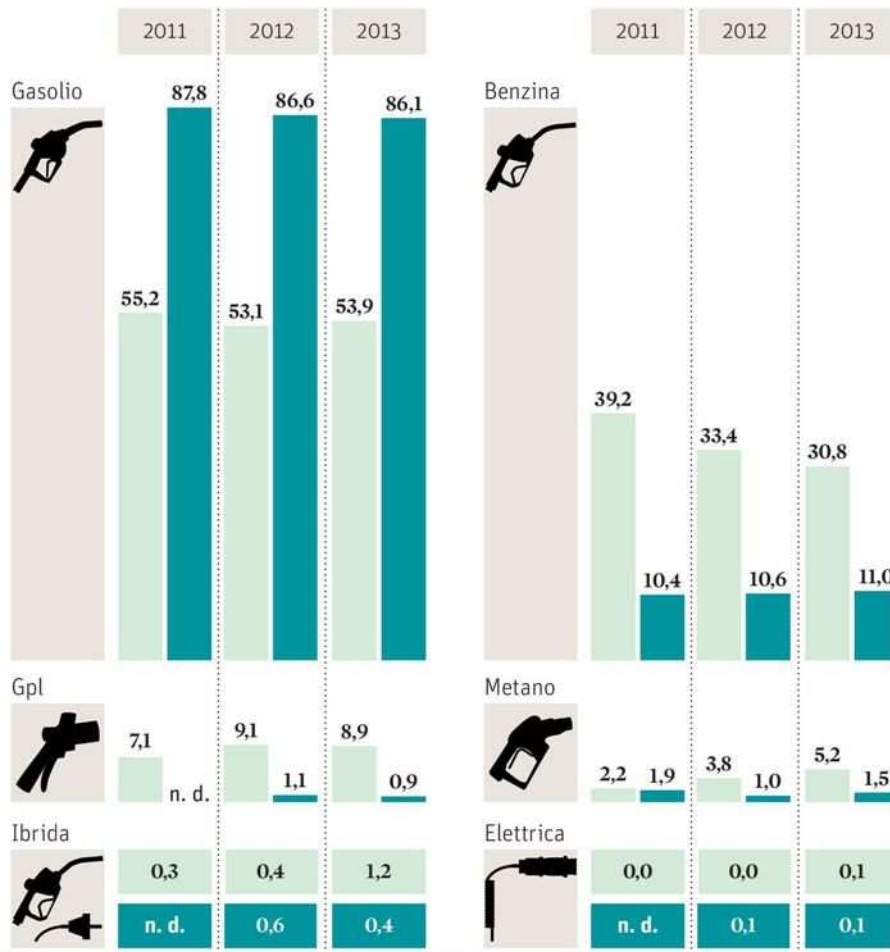 2011 2012 2013
2011 2012 2013
Gasolio
87,8 86,6 86,1
55,2 53,1 53,9
Benzina
39,2 33,4 30,8
10,4 10,6 11,0
Gpl
7,1 9,1 8,9
n. d. 1,1 0,9
Metano
2,2 1,9 3,8 1,0 5,2 1,5
Ibrida
0,3 0,4 1,2
n. d. 0,6 0,4
Elettrica
0,0 0,0 0,1
n. d. 0,1 0,1